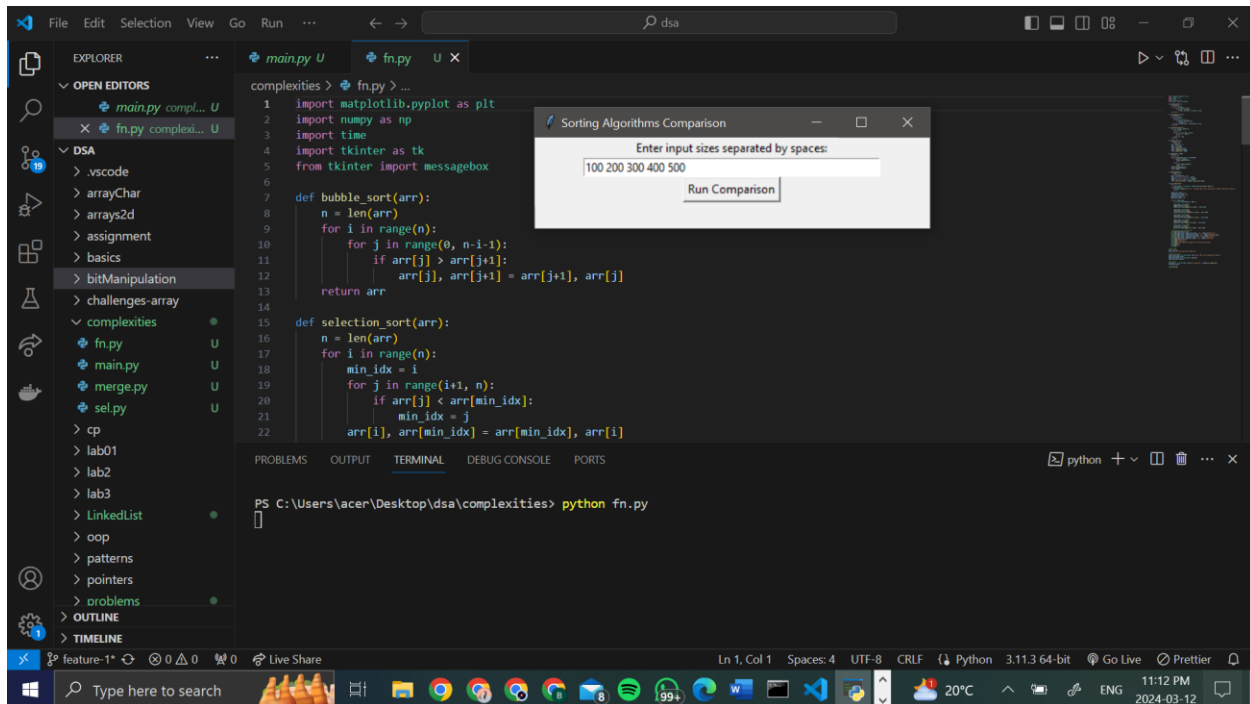 File Edit Selection View Go Run ··· dsa
EXPLORER ···
OPEN EDITORS
main.py compl... U
fn.py complexi... U
DSA
.vscode
arrayChar
arrays2d
assignment
basics
bitManipulation
challenges-array
complexities
fn.py U
main.py U
merge.py U
sel.py U
cp
lab01
lab2
lab3
LinkedList
oop
patterns
pointers
problems
OUTLINE
TIMELINE
19
1
main.py U fn.py U
complexities > fn.py > ...
1 import matplotlib.pyplot as plt
2 import numpy as np
3 import time
4 import tkinter as tk
5 from tkinter import messagebox
6
7 def bubble_sort(arr):
8 n = len(arr)
9 for i in range(n):
10 for j in range(0, n-i-1):
11 if arr[j] > arr[j+1]:
12 arr[j], arr[j+1] = arr[j+1], arr[j]
13 return arr
14
15 def selection_sort(arr):
16 n = len(arr)
17 for i in range(n):
18 min_idx = i
19 for j in range(i+1, n):
20 if arr[j] < arr[min_idx]:
21 min_idx = j
22 arr[i], arr[min_idx] = arr[min_idx], arr[i]
Sorting Algorithms Comparison
Enter input sizes separated by spaces:
100 200 300 400 500
Run Comparison
PROBLEMS OUTPUT TERMINAL DEBUG CONSOLE PORTS python
PS C:\Users\acer\Desktop\dsa\complexities> python fn.py
feature-1* 0 0 0 Live Share Ln 1, Col 1 Spaces: 4 UTF-8 CRLF Python 3.11.3 64-bit Go Live Prettier
Type here to search 8 99+ 20°C ENG 11:12 PM
2024-03-12